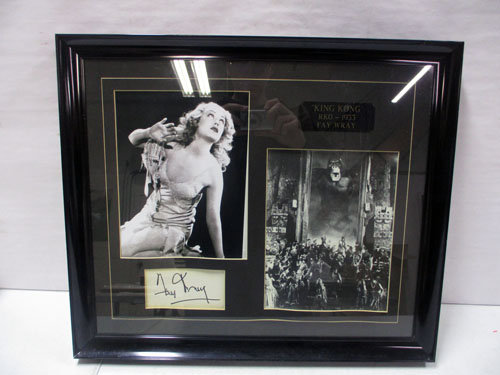 "KING KONG"
RKO - 1933
FAY WRAY
Fay Wray